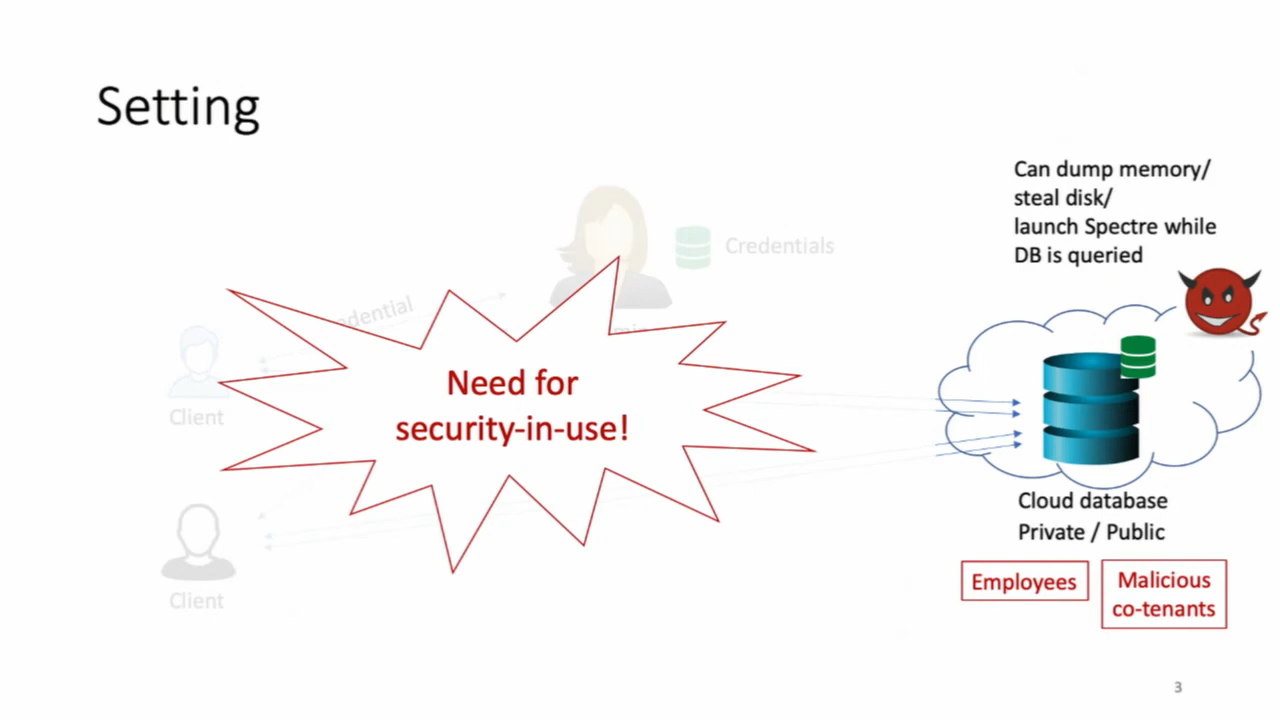 Setting
Can dump memory/
steal disk/
launch Spectre while
DB is queried
Credentials
Client
Need for
security-in-use!
Cloud database
Private / Public
Employees
Malicious
co-tenants
Client
3